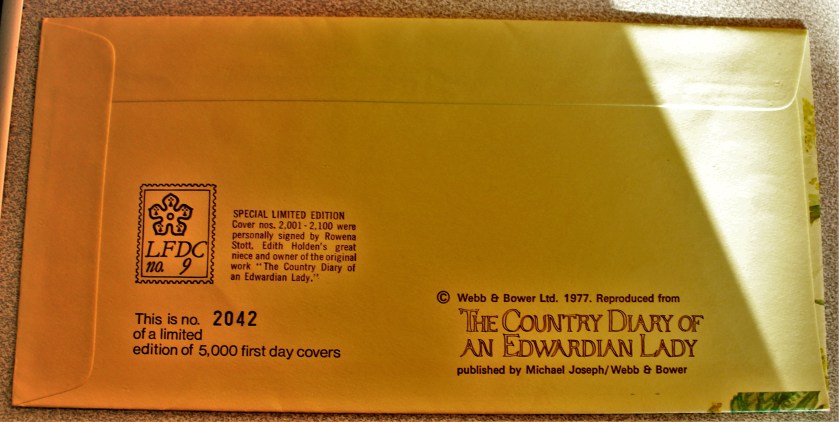 LFDC
no. 9
SPECIAL LIMITED EDITION
Cover nos. 2,001 - 2,100 were
personally signed by Rowena
Stott, Edith Holden's great
niece and owner of the original
work "The Country Diary of
an Edwardian Lady."
This is no. 2042
of a limited
edition of 5,000 first day covers
© Webb & Bower Ltd. 1977. Reproduced from
THE COUNTRY DIARY OF
AN EDWARDIAN LADY
published by Michael Joseph/Webb & Bower